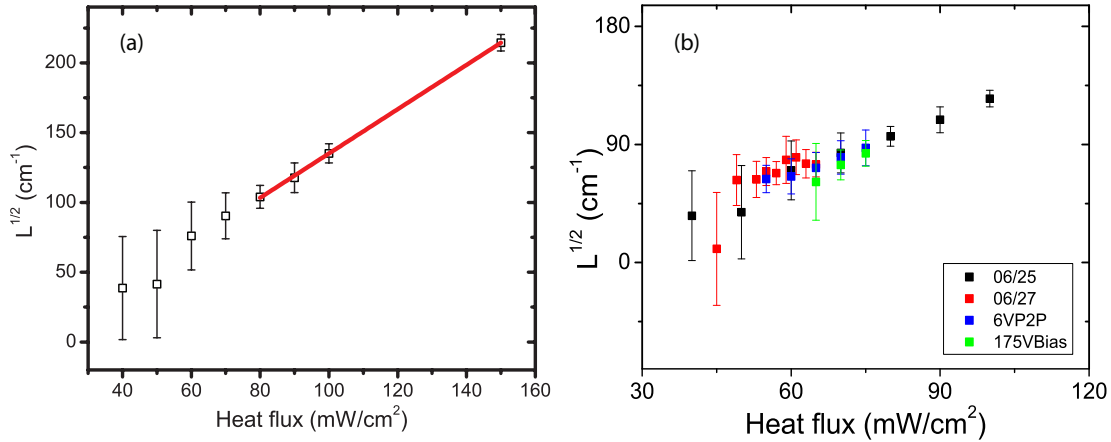 (a)
L^1/2 (cm^-1)
200
150
100
50
0
40 60 80 100 120 140 160
Heat flux (mW/cm^2)
(b)
L^1/2 (cm^-1)
180
90
0
06/25
06/27
6VP2P
175VBias
30 60 90 120
Heat flux (mW/cm^2)